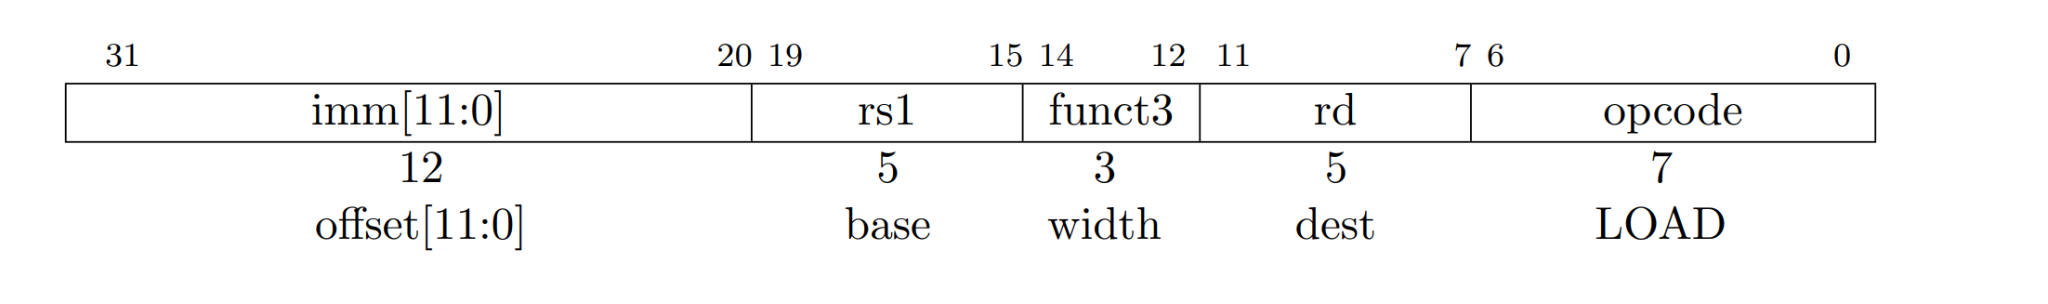 31 20 19 15 14 12 11 7 6 0
imm[11:0] rs1 funct3 rd opcode
12 5 3 5 7
offset[11:0] base width dest LOAD